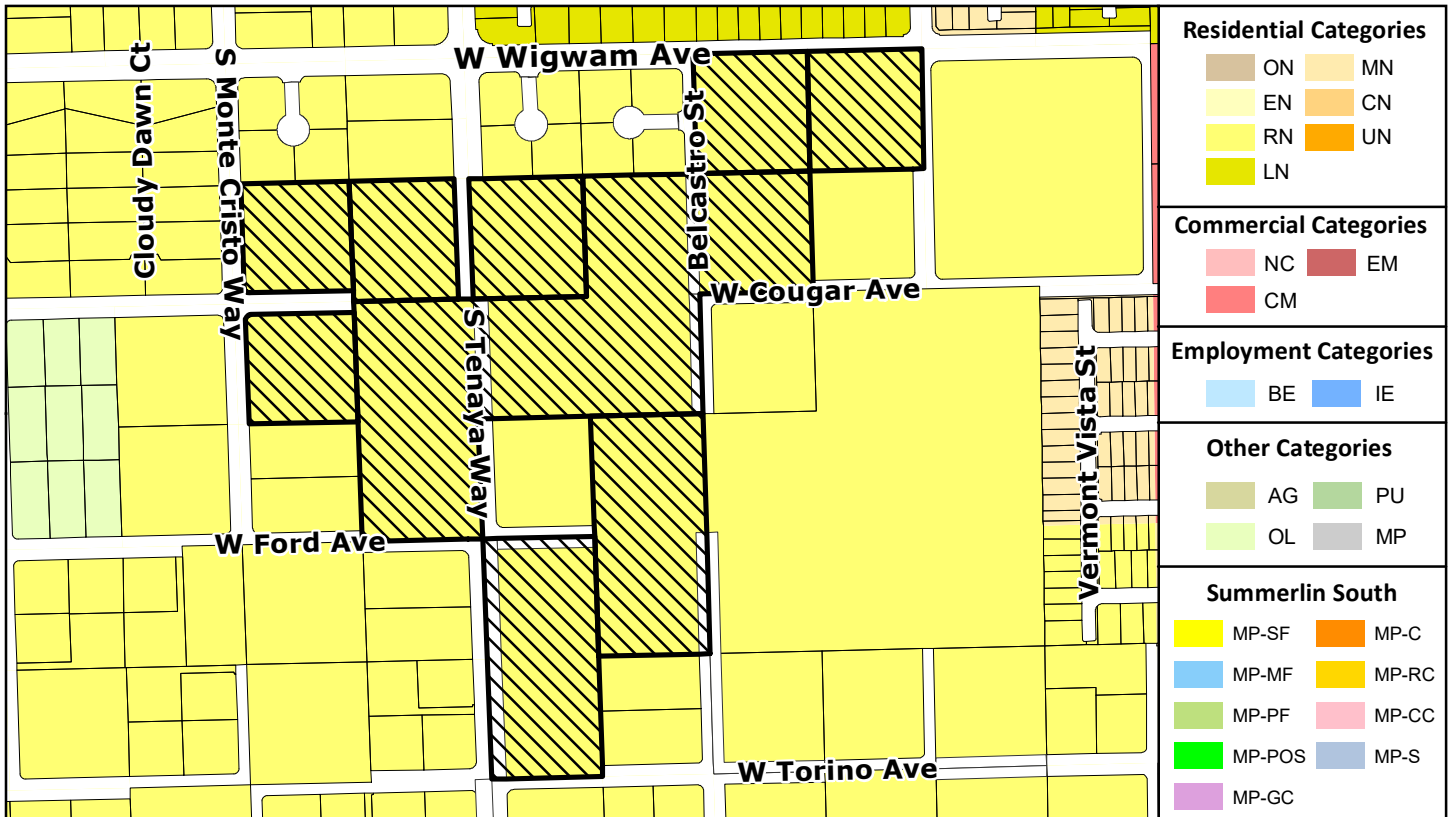 W Wigwam Ave
Cloudy Dawn Ct
S Monte Cristo Way
Belcastro St
W Cougar Ave
S Tenaya Way
Vermont Vista St
W Ford Ave
W Torino Ave
Residential Categories
ON MN
EN CN
RN UN
LN
Commercial Categories
NC EM
CM
Employment Categories
BE IE
Other Categories
AG PU
OL MP
Summerlin South
MP-SF MP-C
MP-MF MP-RC
MP-PF MP-CC
MP-POS MP-S
MP-GC